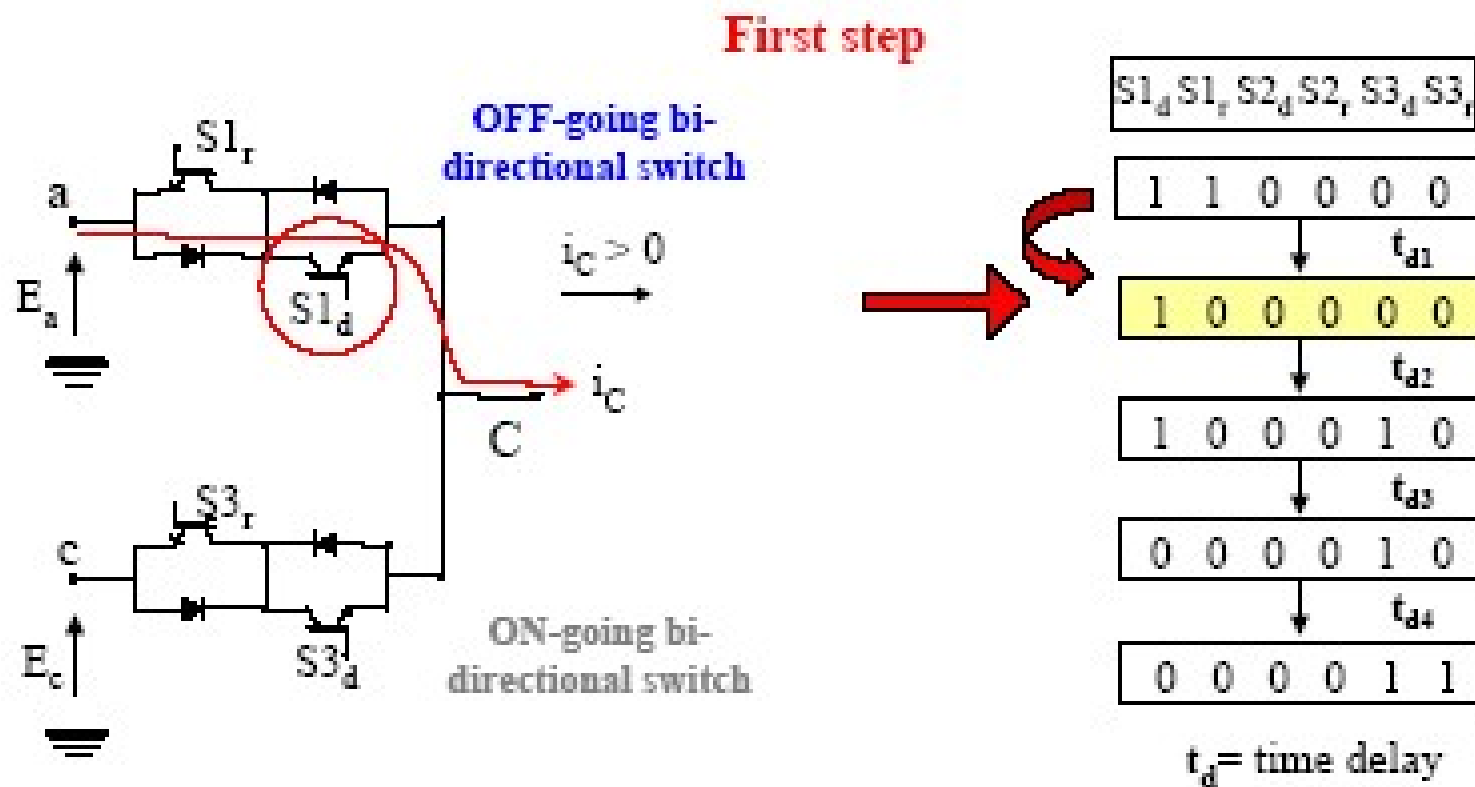 First step
OFF-going bi-
directional switch
S1r
a
Ea
S1d
iC > 0
iC
C
S3r
c
Ec
S3d
ON-going bi-
directional switch
S1d S1r S2d S2r S3d S3r
1 1 0 0 0 0
td1
1 0 0 0 0 0
td2
1 0 0 0 1 0
td3
0 0 0 0 1 0
td4
0 0 0 0 1 1
td= time delay